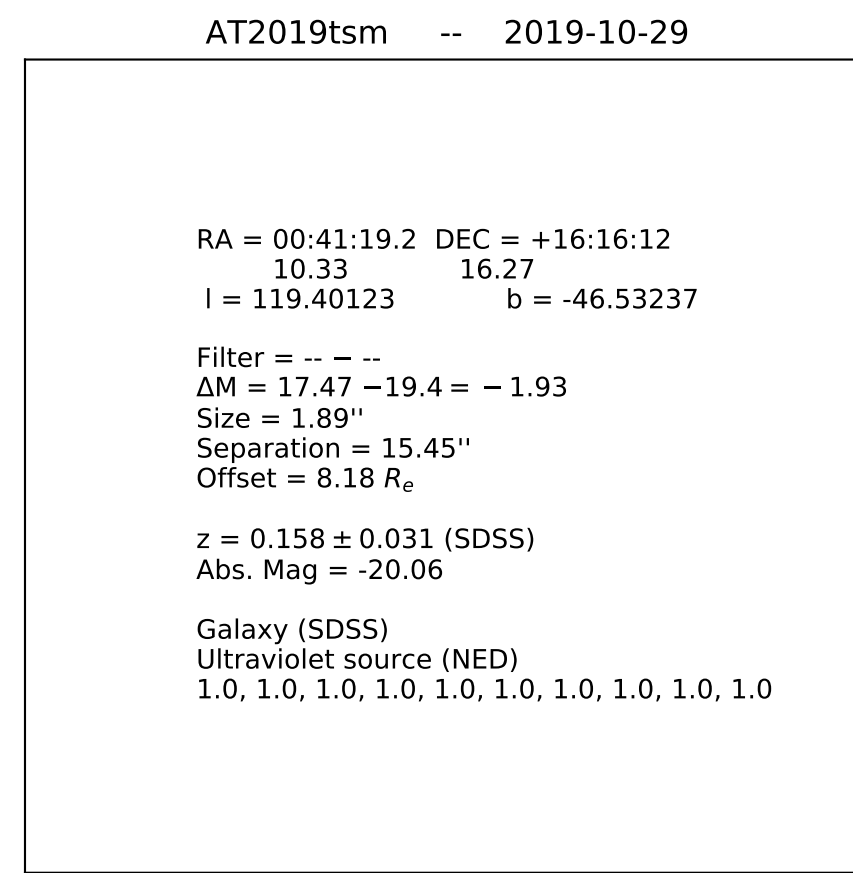 AT2019tsm -- 2019-10-29
RA = 00:41:19.2 DEC = +16:16:12
10.33 16.27
l = 119.40123 b = -46.53237
Filter = -- − --
ΔM = 17.47 −19.4 = − 1.93
Size = 1.89''
Separation = 15.45''
Offset = 8.18 Rₑ
z = 0.158 ± 0.031 (SDSS)
Abs. Mag = -20.06
Galaxy (SDSS)
Ultraviolet source (NED)
1.0, 1.0, 1.0, 1.0, 1.0, 1.0, 1.0, 1.0, 1.0, 1.0